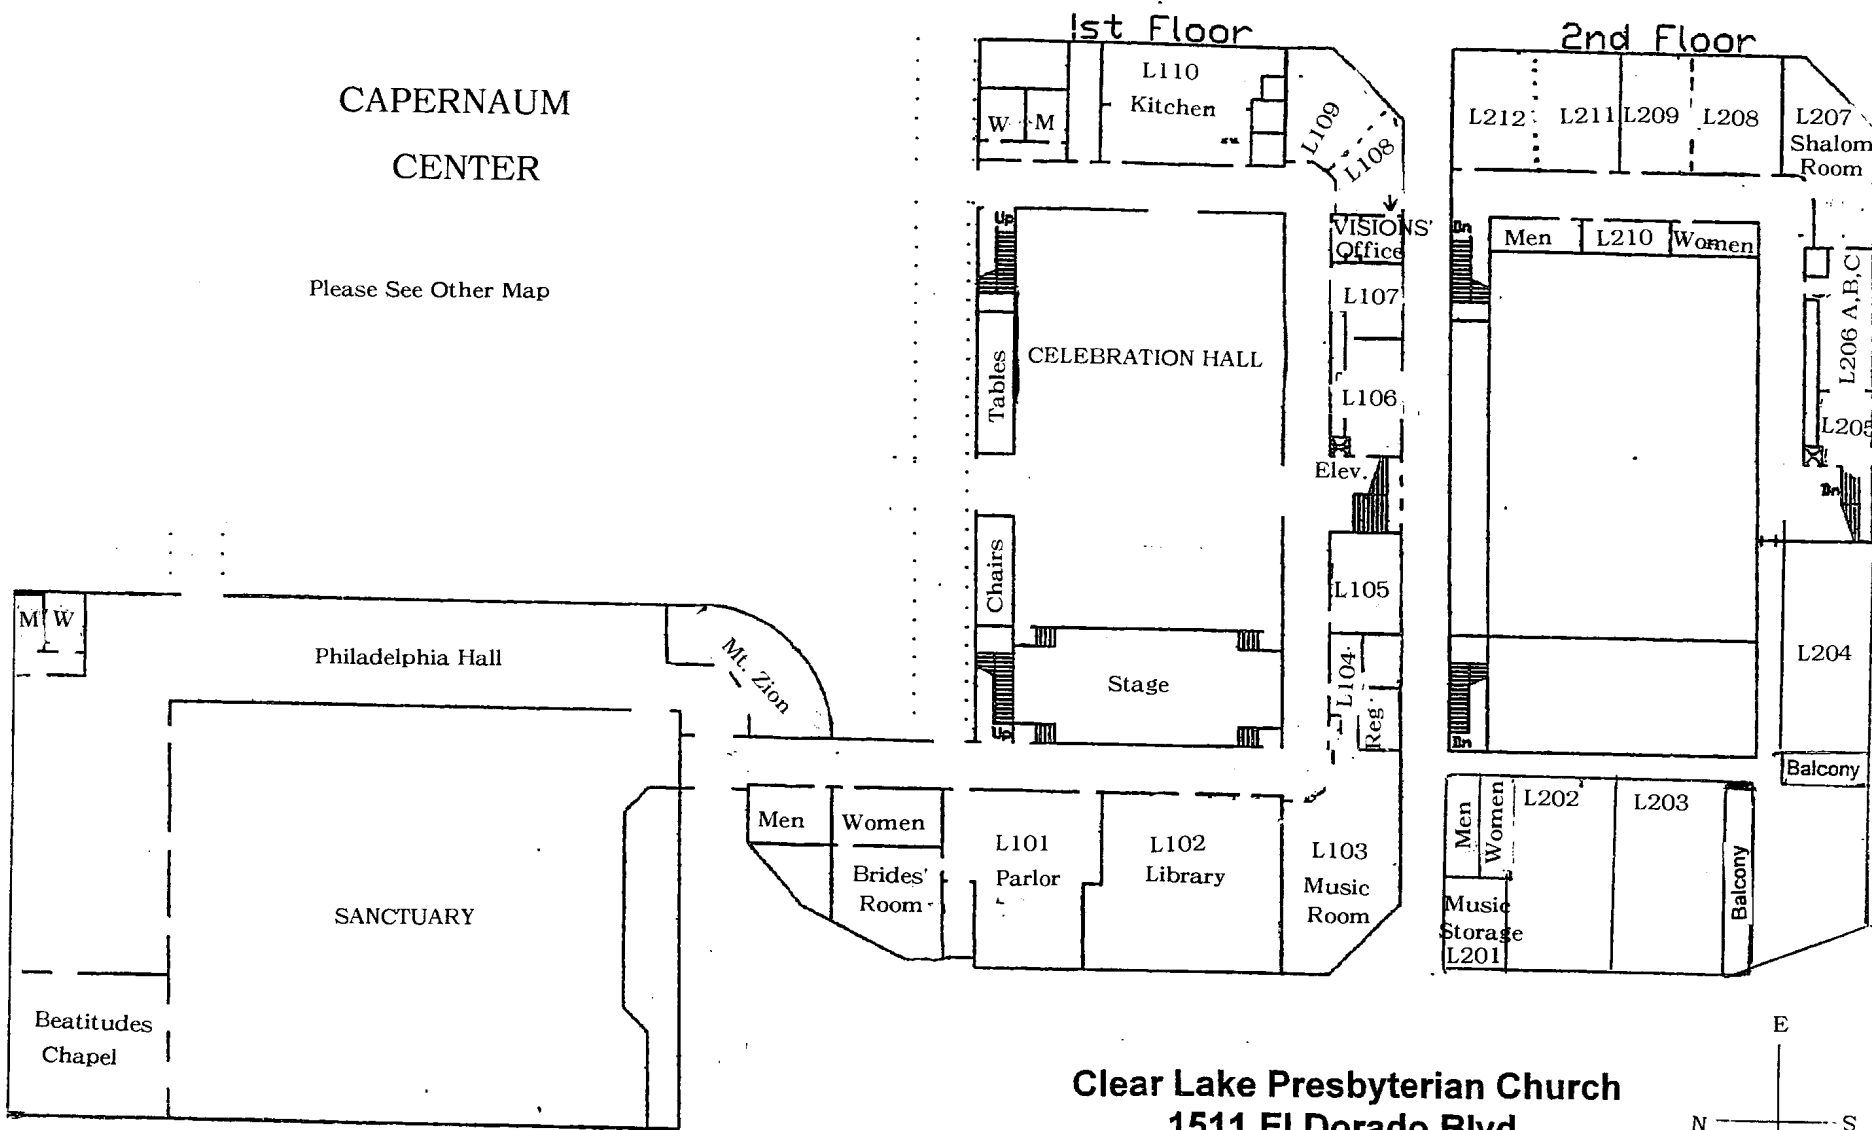 1st Floor
2nd Floor
CAPERNAUM
CENTER
Please See Other Map
W
M
L110
Kitchen
L109
L108
Up
VISIONS'
Office
L107
Tables
CELEBRATION HALL
L106
Elev.
Chairs
L105
Stage
L104
Reg
Up
M
W
Philadelphia Hall
Mt. Zion
SANCTUARY
Beatitudes
Chapel
Men
Women
Brides'
Room
L101
Parlor
L102
Library
L103
Music
Room
L212
L211
L209
L208
L207
Shalom
Room
Dn
Men
L210
Women
L206 A,B,C
L205
Dn
L204
Dn
Balcony
Men
Women
L202
L203
Balcony
Music
Storage
L201
Clear Lake Presbyterian Church
1511 El Dorado Blvd
E
N
S